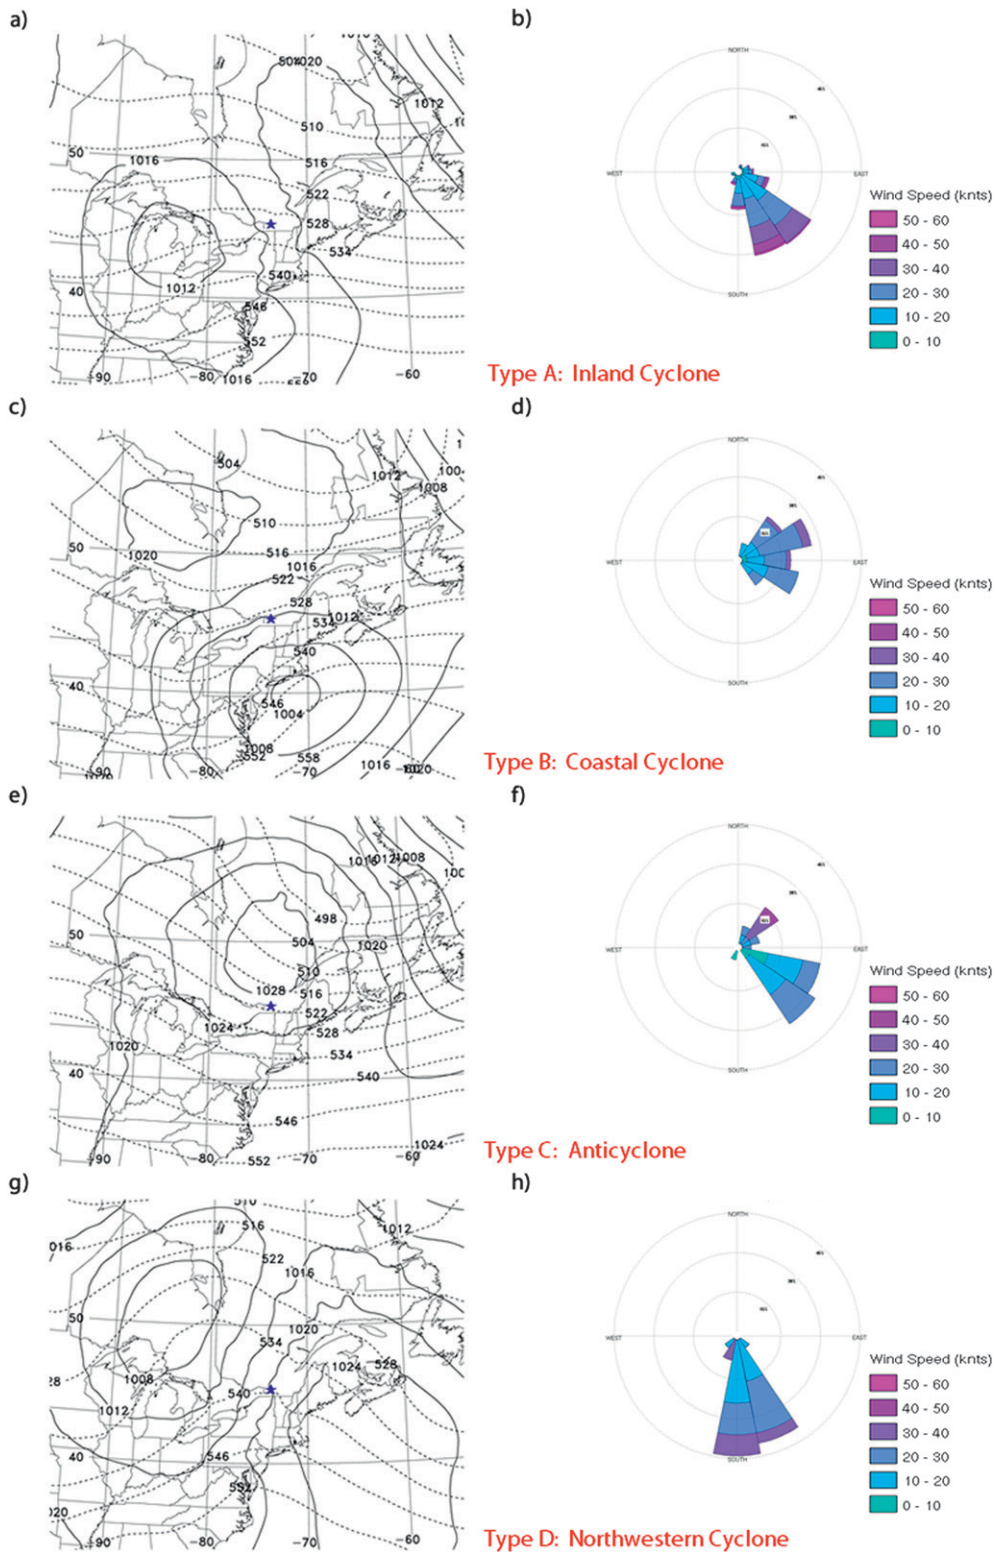 a)
1016
504
1020
1012
510
50
1016
516
522
528
534
1012
540
40
546
552
-90
-80
1016
-70
-60
b)
NORTH
WEST
EAST
SOUTH
Wind Speed (knts)
50 - 60
40 - 50
30 - 40
20 - 30
10 - 20
0 - 10
Type A: Inland Cyclone
c)
504
1012
1008
510
50
1020
516
1016
522
528
534
1012
540
40
546
1004
1008
552
558
1016
1020
-90
-80
-70
d)
NORTH
WEST
EAST
SOUTH
Wind Speed (knts)
50 - 60
40 - 50
30 - 40
20 - 30
10 - 20
0 - 10
Type B: Coastal Cyclone
e)
1016
1012
1008
498
50
504
1020
510
1028
516
522
1024
528
1020
534
40
540
546
1024
-90
-80
552
-70
-60
f)
NORTH
WEST
EAST
SOUTH
Wind Speed (knts)
50 - 60
40 - 50
30 - 40
20 - 30
10 - 20
0 - 10
Type C: Anticyclone
g)
510
516
1012
1016
522
1016
50
1020
534
1024
528
28
1008
540
1012
40
546
552
1020
-90
-80
-70
-60
h)
NORTH
WEST
EAST
SOUTH
Wind Speed (knts)
50 - 60
40 - 50
30 - 40
20 - 30
10 - 20
0 - 10
Type D: Northwestern Cyclone